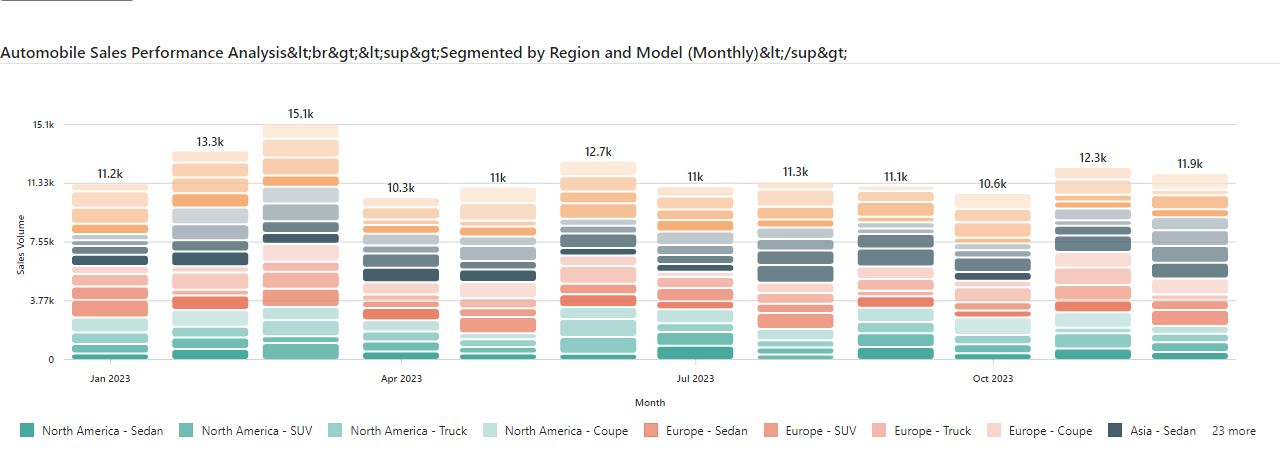 Automobile Sales Performance Analysis&lt;br&gt;&lt;sup&gt;Segmented by Region and Model (Monthly)&lt;/sup&gt;
15.1k
13.3k
12.7k
12.3k
11.9k
11.2k
11k
11.3k
11.1k
11k
10.6k
10.3k
15.1k
11.33k
7.55k
3.77k
0
Sales Volume
Jan 2023 Apr 2023 Jul 2023 Oct 2023
Month
North America - Sedan North America - SUV North America - Truck North America - Coupe Europe - Sedan Europe - SUV Europe - Truck Europe - Coupe Asia - Sedan 23 more